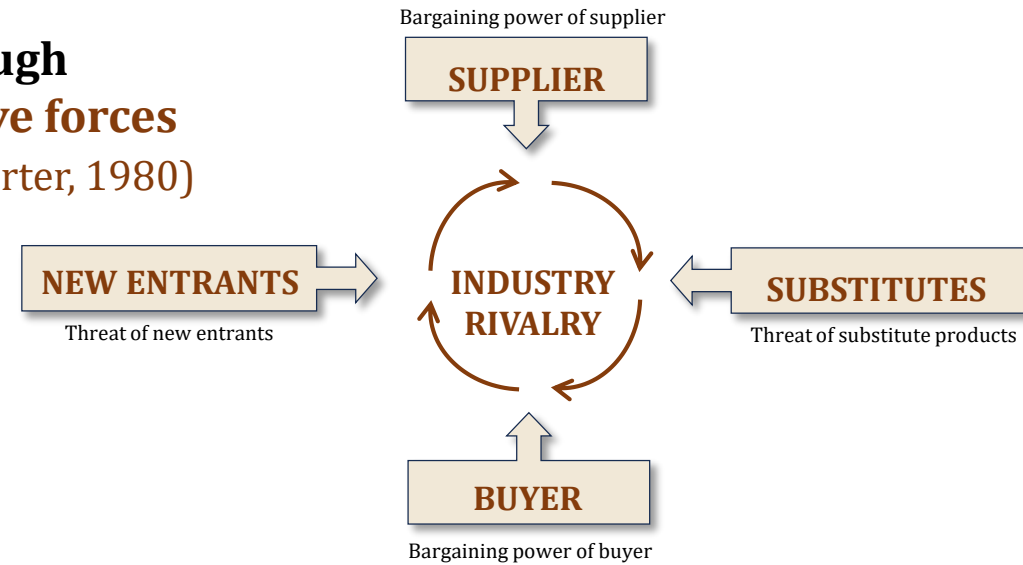 ugh
ve forces
rter, 1980)
Bargaining power of supplier
SUPPLIER
NEW ENTRANTS
Threat of new entrants
INDUSTRY
RIVALRY
SUBSTITUTES
Threat of substitute products
BUYER
Bargaining power of buyer